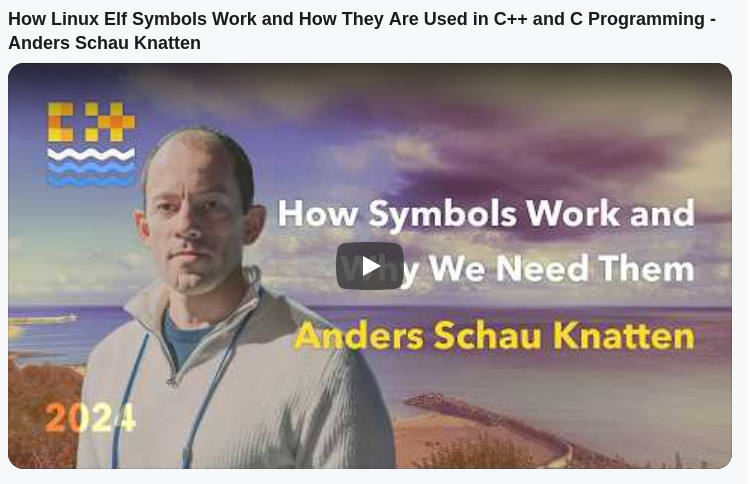 How Linux Elf Symbols Work and How They Are Used in C++ and C Programming -
Anders Schau Knatten
How Symbols Work and
Why We Need Them
Anders Schau Knatten
2024